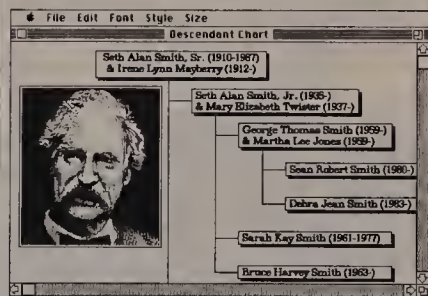 File Edit Font Style Size
Descendant Chart
Seth Alan Smith, Sr. (1910-1987)
& Irene Lynn Mayberry (1912-)
Seth Alan Smith, Jr. (1935-)
& Mary Elizabeth Twister (1937-)
George Thomas Smith (1959-)
& Martha Lee Jones (1959-)
Sean Robert Smith (1980-)
Debra Jean Smith (1983-)
Sarah Kay Smith (1961-1977)
Bruce Harvey Smith (1963-)